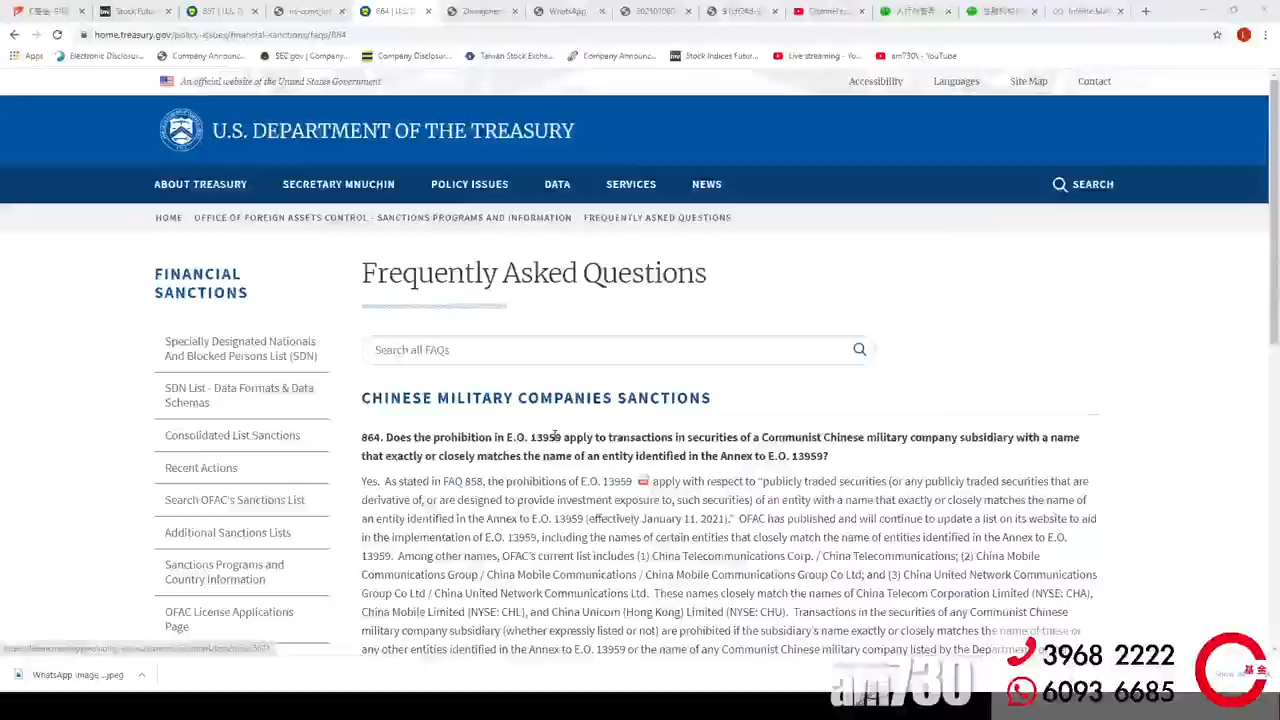 Stock Futur
WhatsApp
home.treasury.gov/policy-issues/financial-sanctions/faqs/884
Apps
Electronic Disclosur...
Company Announc...
SEC.gov | Company...
Company Disclosur...
Taiwan Stock Excha...
Company Announc...
Stock Indices Futur...
Live streaming - Yo...
am730 - YouTube
An official website of the United States Government
Accessibility
Languages
Site Map
Contact
U.S. DEPARTMENT OF THE TREASURY
ABOUT TREASURY
SECRETARY MNUCHIN
POLICY ISSUES
DATA
SERVICES
NEWS
SEARCH
HOME
OFFICE OF FOREIGN ASSETS CONTROL - SANCTIONS PROGRAMS AND INFORMATION
FREQUENTLY ASKED QUESTIONS
FINANCIAL
SANCTIONS
Specially Designated Nationals
And Blocked Persons List (SDN)
SDN List - Data Formats & Data
Schemas
Consolidated List Sanctions
Recent Actions
Search OFAC's Sanctions List
Additional Sanctions Lists
Sanctions Programs and
Country Information
OFAC License Applications
Page
Frequently Asked Questions
Search all FAQs
CHINESE MILITARY COMPANIES SANCTIONS
864. Does the prohibition in E.O. 13959 apply to transactions in securities of a Communist Chinese military company subsidiary with a name
that exactly or closely matches the name of an entity identified in the Annex to E.O. 13959?
Yes. As stated in FAQ 858, the prohibitions of E.O. 13959 apply with respect to "publicly traded securities (or any publicly traded securities that are
derivative of, or are designed to provide investment exposure to, such securities) of an entity with a name that exactly or closely matches the name of
an entity identified in the Annex to E.O. 13959 (effectively January 11, 2021)." OFAC has published and will continue to update a list on its website to aid
in the implementation of E.O. 13959, including the names of certain entities that closely match the name of entities identified in the Annex to E.O.
13959. Among other names, OFAC's current list includes (1) China Telecommunications Corp. / China Telecommunications; (2) China Mobile
Communications Group / China Mobile Communications / China Mobile Communications Group Co Ltd; and (3) China United Network Communications
Group Co Ltd / China United Network Communications Ltd. These names closely match the names of China Telecom Corporation Limited (NYSE: CHA),
China Mobile Limited (NYSE: CHL), and China Unicom (Hong Kong) Limited (NYSE: CHU). Transactions in the securities of any Communist Chinese
military company subsidiary (whether expressly listed or not) are prohibited if the subsidiary's name exactly or closely matches the name of these or
any other entities identified in the Annex to E.O. 13959 or the name of any Communist Chinese military company listed by the Department
WhatsApp Image ...jpeg
am730
3968 2222
6093 6685
基金